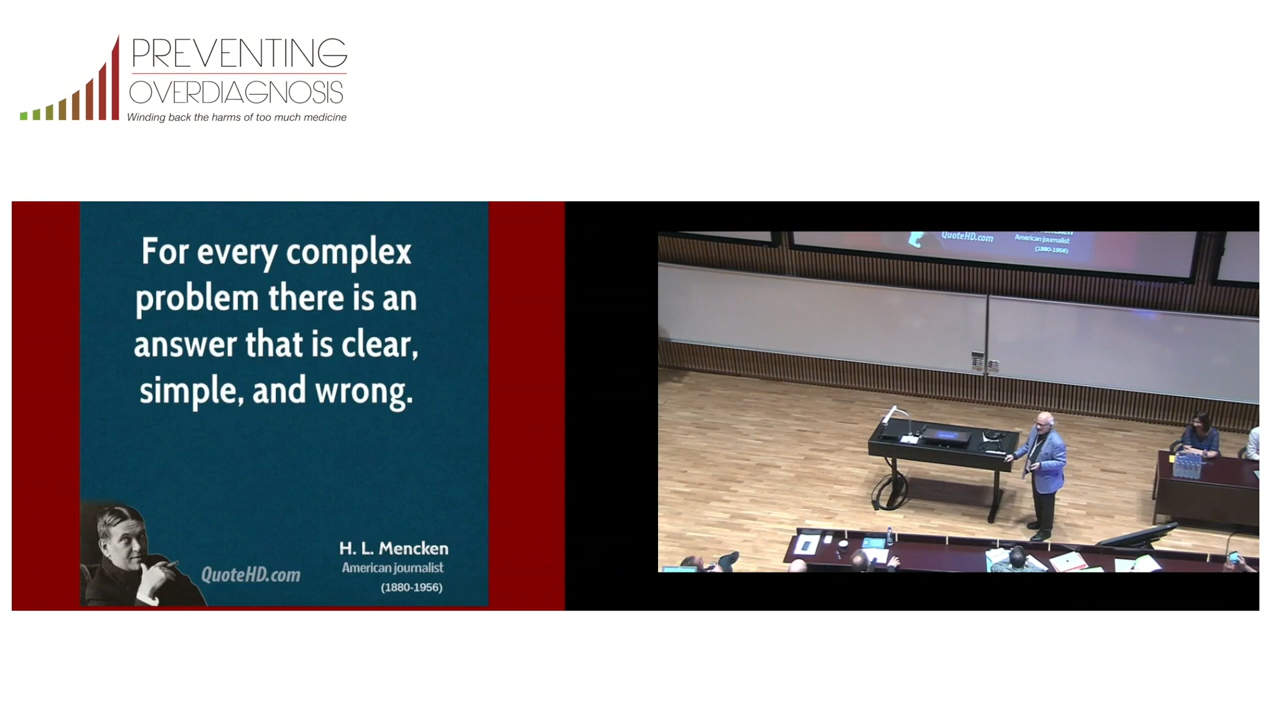 PREVENTING
OVERDIAGNOSIS
Winding back the harms of too much medicine
For every complex
problem there is an
answer that is clear,
simple, and wrong.
H. L. Mencken
American journalist
(1880-1956)
QuoteHD.com
QuoteHD.com
American journalist
(1880-1956)